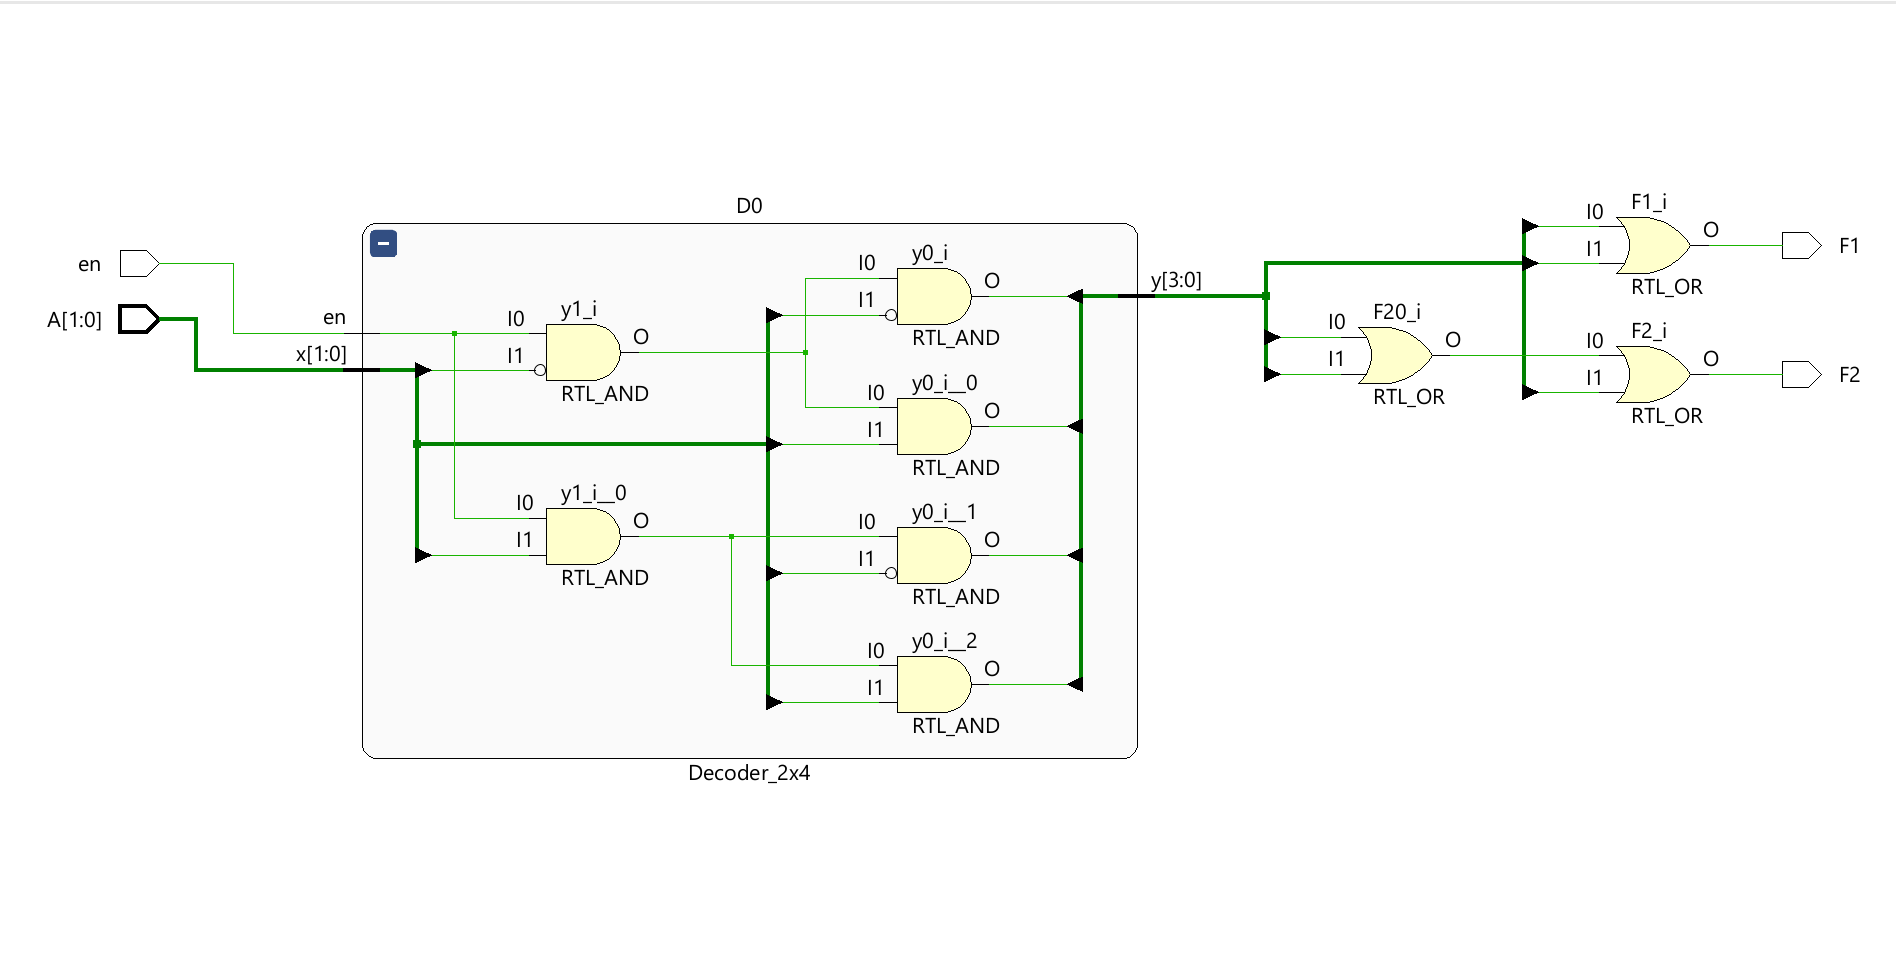 D0
en
A[1:0]
en
x[1:0]
I0
I1
y1_i
O
RTL_AND
I0
I1
y1_i__0
O
RTL_AND
I0
I1
y0_i
O
RTL_AND
I0
I1
y0_i__0
O
RTL_AND
I0
I1
y0_i__1
O
RTL_AND
I0
I1
y0_i__2
O
RTL_AND
Decoder_2x4
y[3:0]
I0
I1
F20_i
O
RTL_OR
I0
I1
F1_i
O
RTL_OR
F1
I0
I1
F2_i
O
RTL_OR
F2